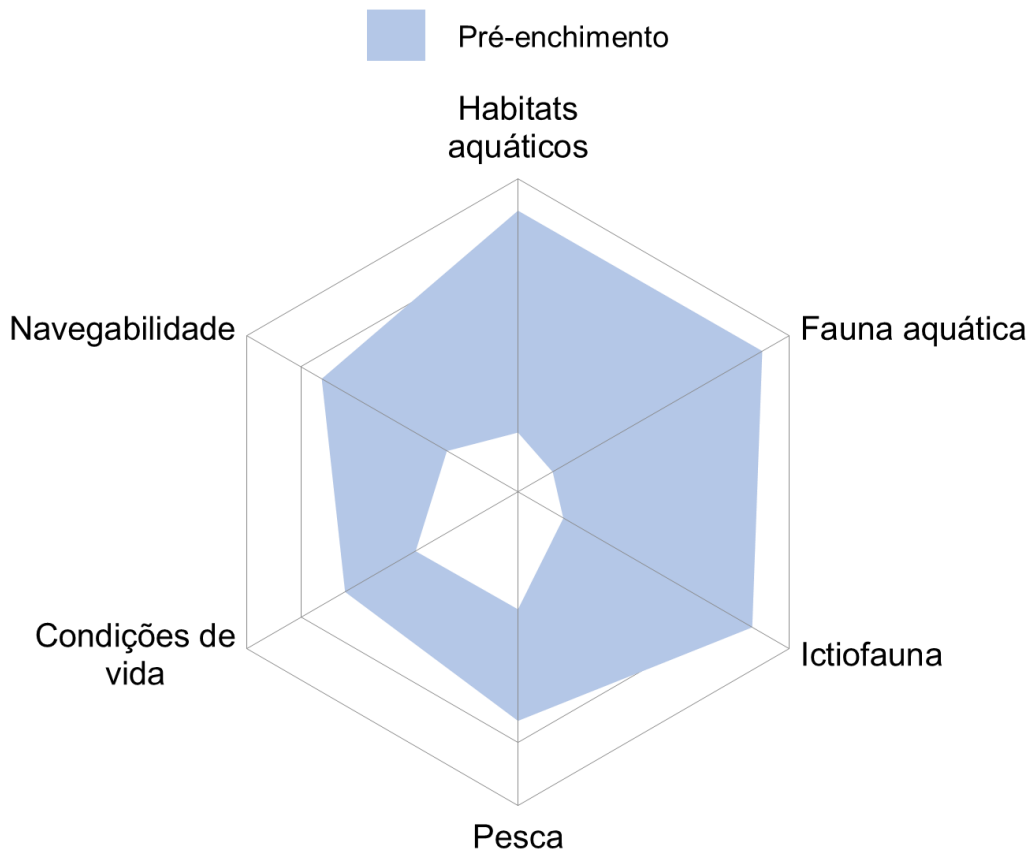 Pré-enchimento
Habitats
aquáticos
Navegabilidade
Fauna aquática
Condições de
vida
Ictiofauna
Pesca